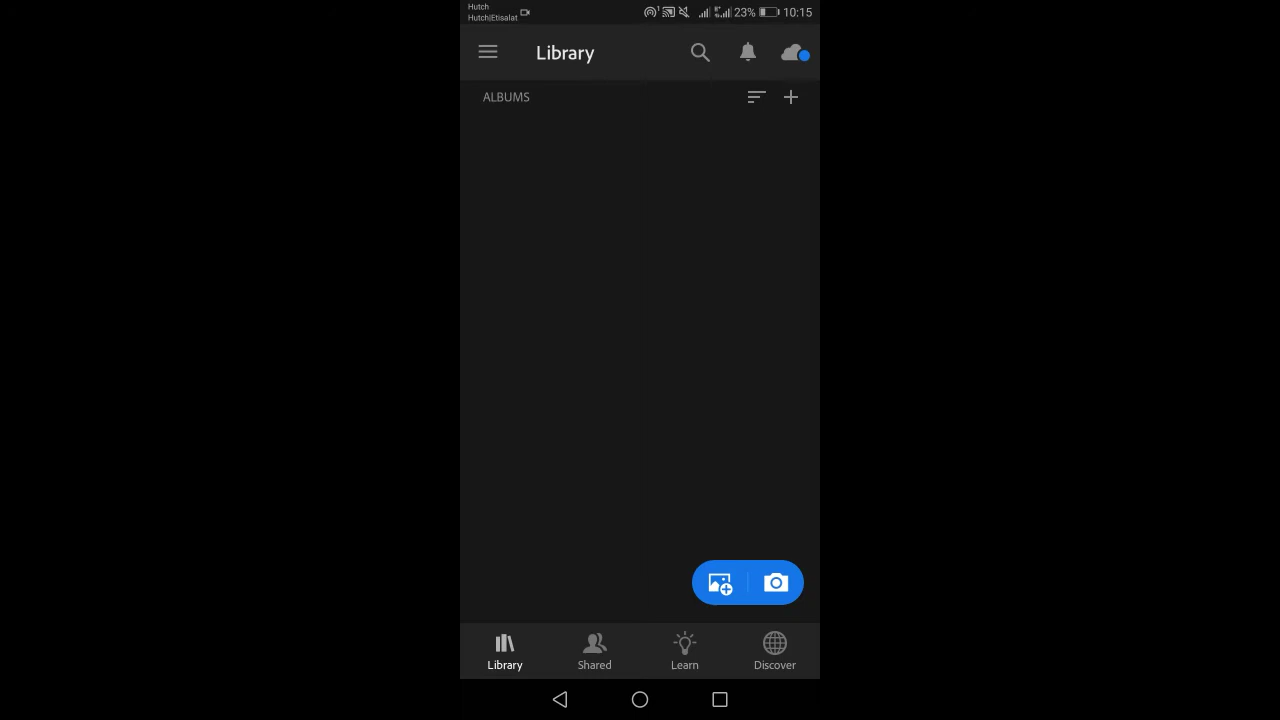 Hutch
Hutch|Etisalat
23% 10:15
Library
ALBUMS
Library Shared Learn Discover